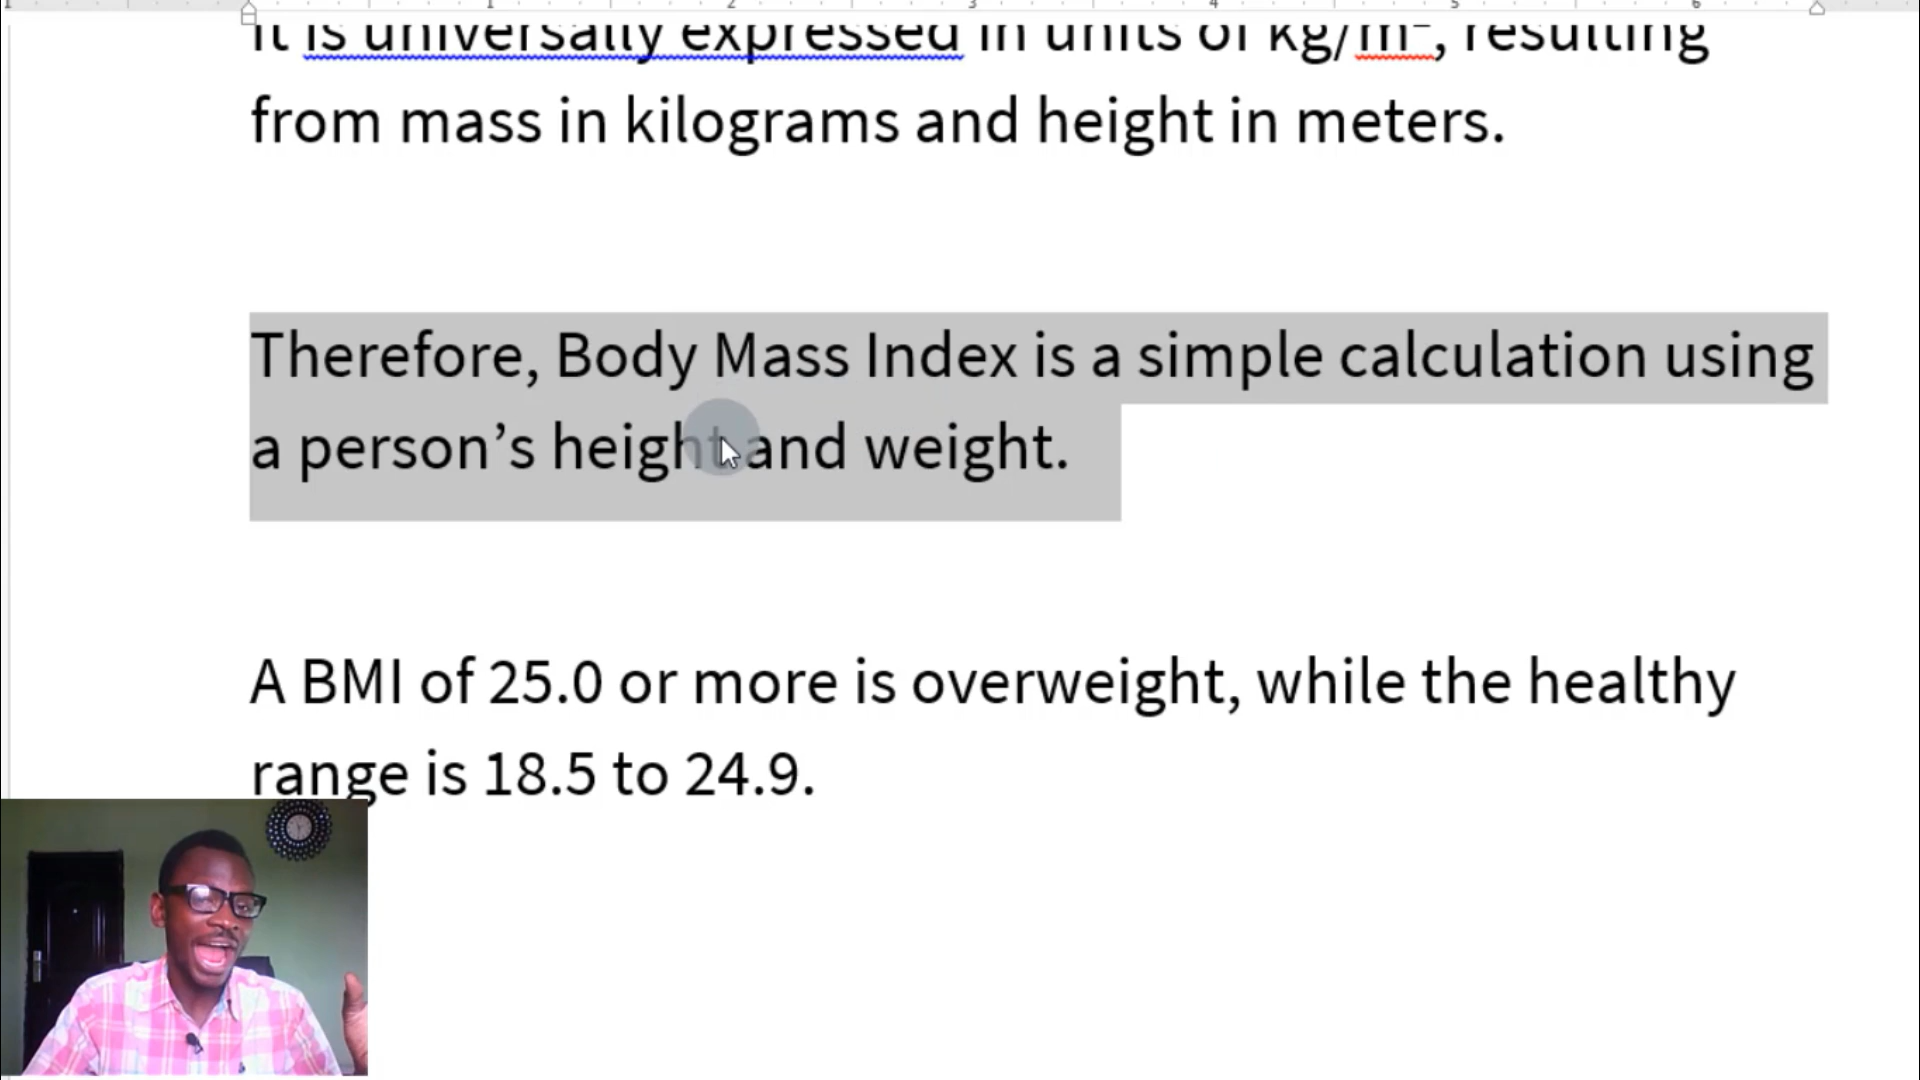 It is universally expressed in units of kg/m², resulting
from mass in kilograms and height in meters.
Therefore, Body Mass Index is a simple calculation using
a person’s height and weight.
A BMI of 25.0 or more is overweight, while the healthy
range is 18.5 to 24.9.